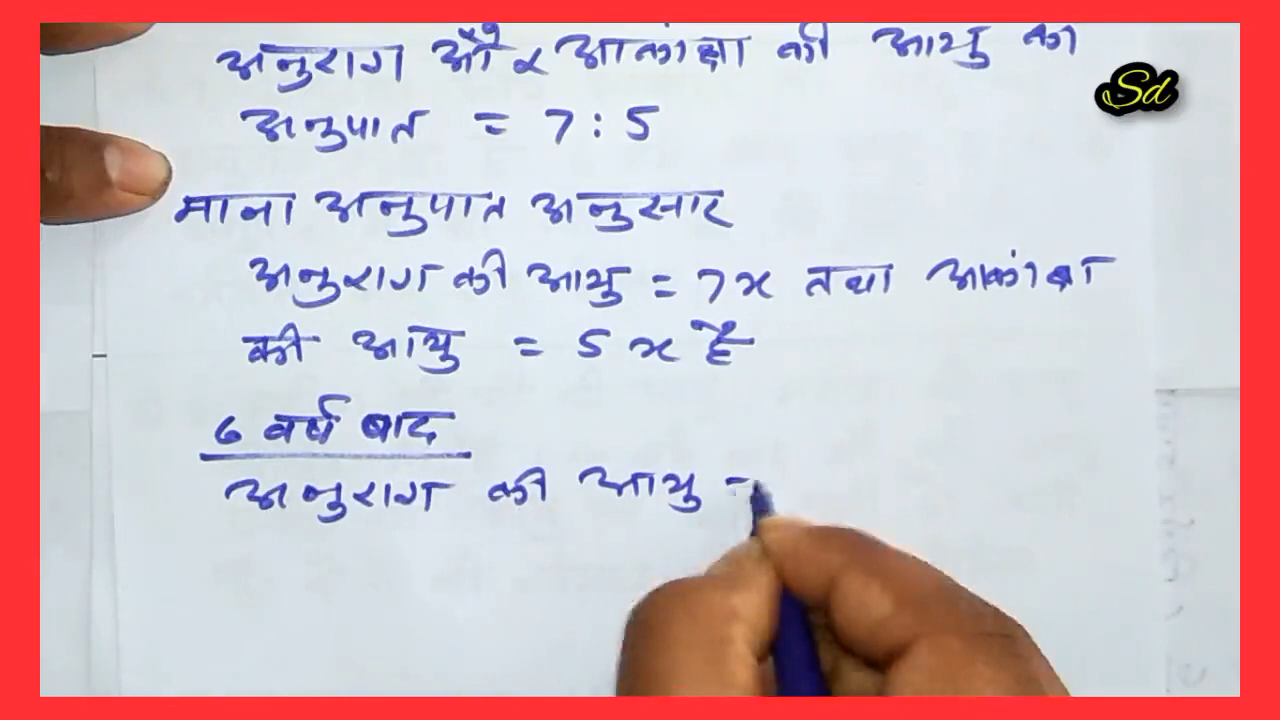 अनुराग और आकांक्षा की आयु का
Sd
अनुपात = 7 : 5
माना अनुपात अनुसार
अनुराग की आयु = 7x तथा आकांक्षा
की आयु = 5x है
6 वर्ष बाद
अनुराग की आयु =